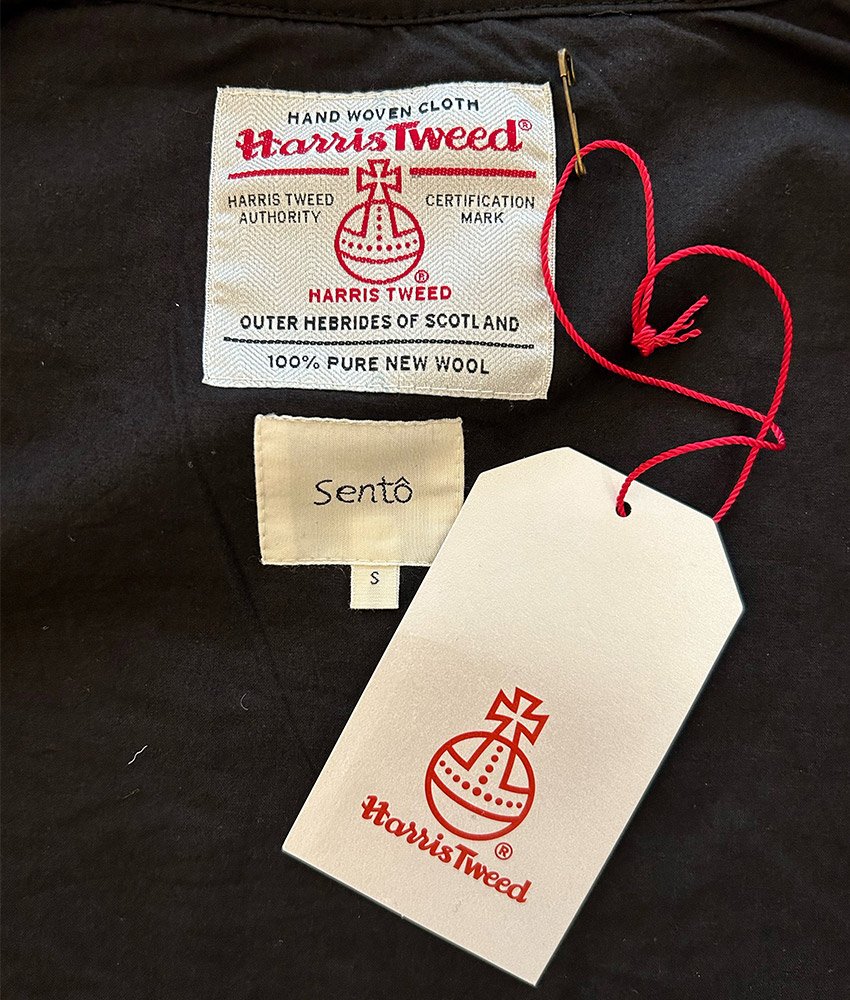 HAND WOVEN CLOTH
Harris Tweed®
HARRIS TWEED
AUTHORITY
CERTIFICATION
MARK
®
HARRIS TWEED
OUTER HEBRIDES OF SCOTLAND
100% PURE NEW WOOL
Sentô
S
®
Harris Tweed